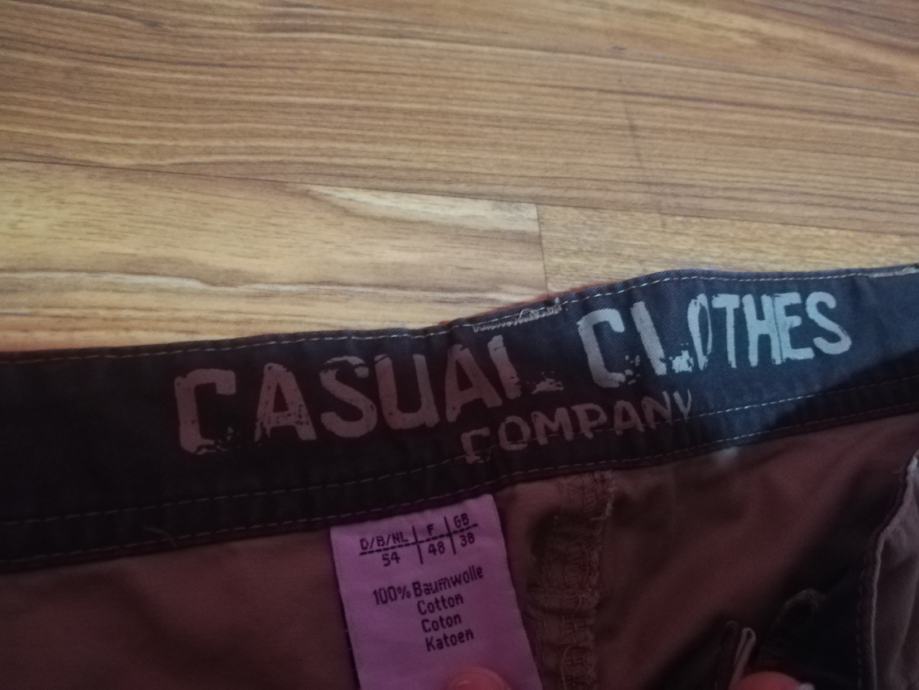 CASUAL CLOTHES
COMPANY
D/B/NL | F | GB
54 | 48 | 38
100% Baumwolle
Cotton
Coton
Katoen